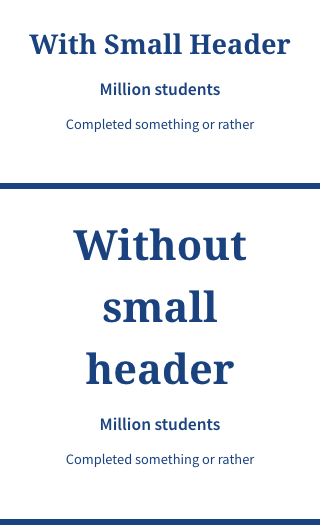 With Small Header
Million students
Completed something or rather
Without
small
header
Million students
Completed something or rather